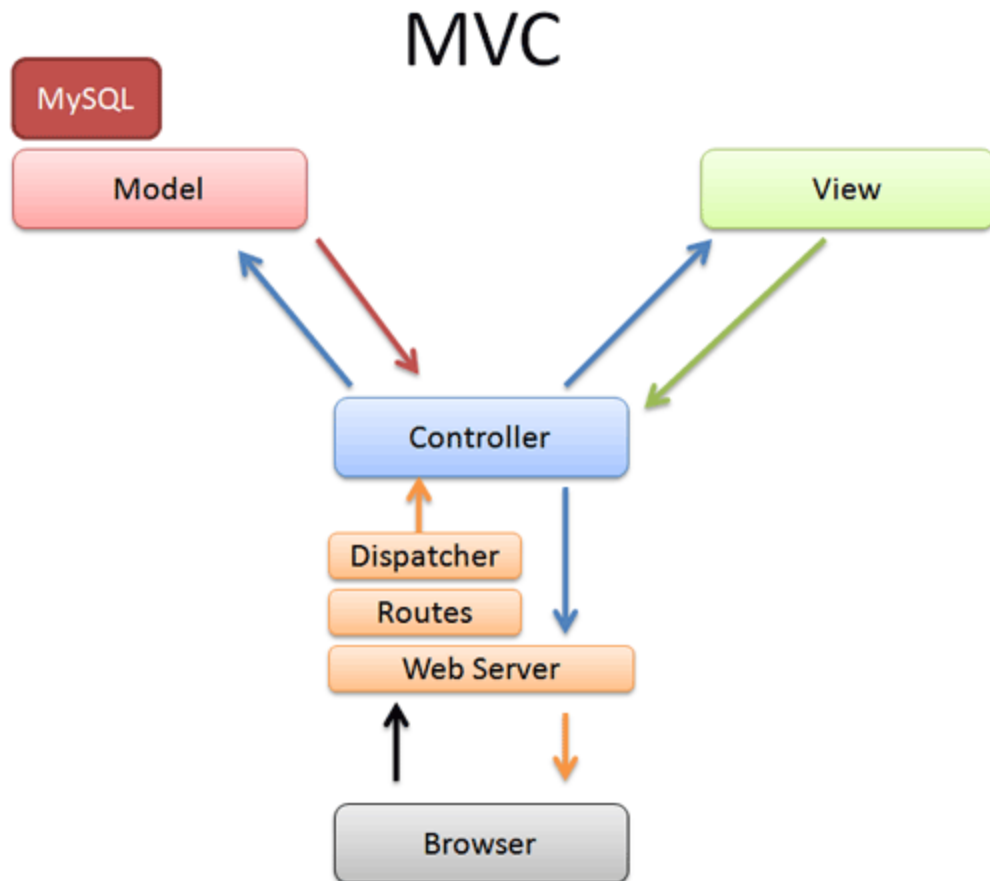 MVC
MySQL
Model
View
Controller
Dispatcher
Routes
Web Server
Browser